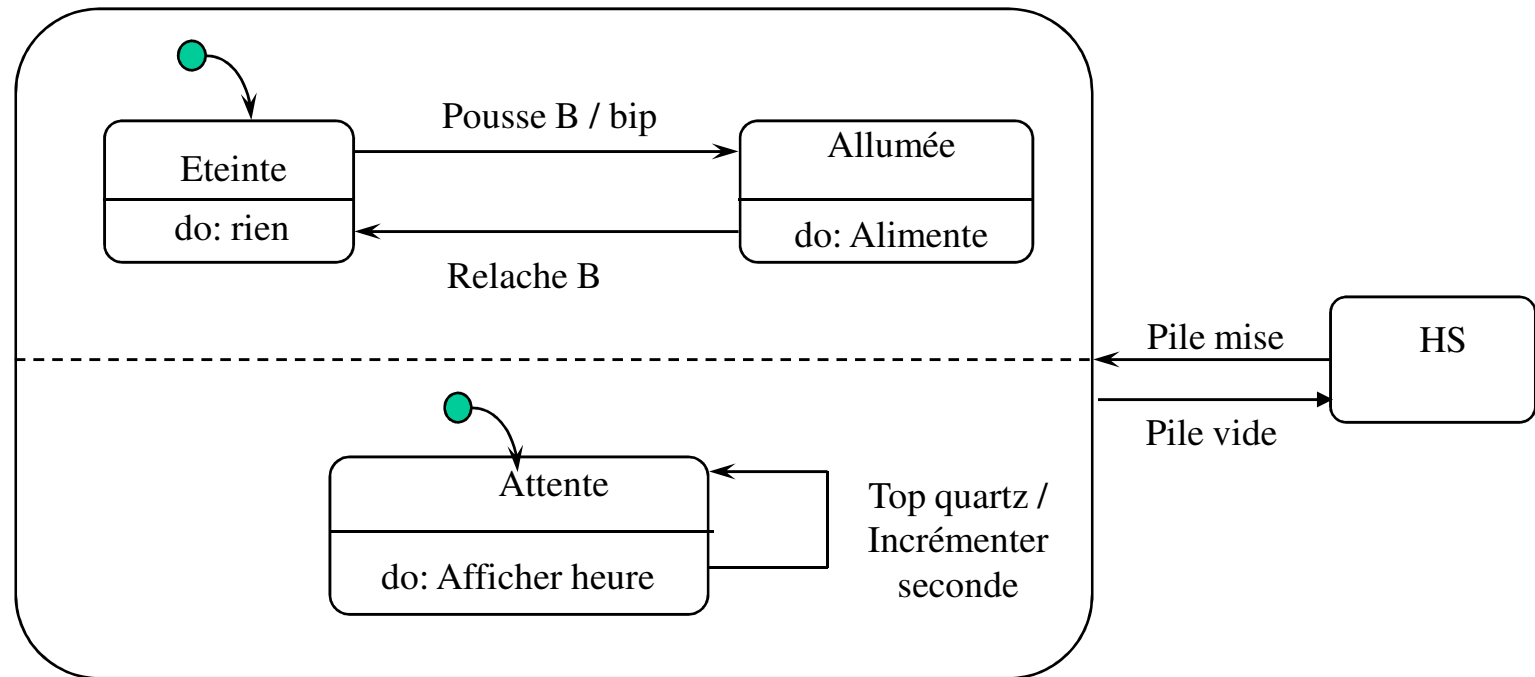 Pousse B / bip
Allumée
Eteinte
do: rien
do: Alimente
Relache B
Pile mise
HS
Pile vide
Attente
do: Afficher heure
Top quartz /
Incrémenter
seconde